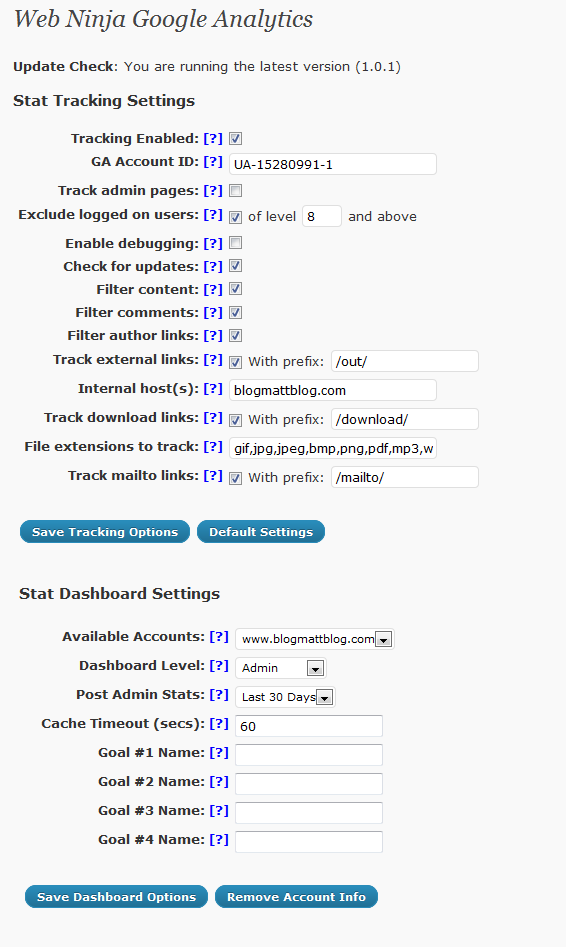 Web Ninja Google Analytics
Update Check: You are running the latest version (1.0.1)
Stat Tracking Settings
Tracking Enabled: [?]
GA Account ID: [?] UA-15280991-1
Track admin pages: [?]
Exclude logged on users: [?] of level 8 and above
Enable debugging: [?]
Check for updates: [?]
Filter content: [?]
Filter comments: [?]
Filter author links: [?]
Track external links: [?] With prefix: /out/
Internal host(s): [?] blogmattblog.com
Track download links: [?] With prefix: /download/
File extensions to track: [?] gif,jpg,jpeg,bmp,png,pdf,mp3,w
Track mailto links: [?] With prefix: /mailto/
Save Tracking Options Default Settings
Stat Dashboard Settings
Available Accounts: [?] www.blogmattblog.com
Dashboard Level: [?] Admin
Post Admin Stats: [?] Last 30 Days
Cache Timeout (secs): [?] 60
Goal #1 Name: [?]
Goal #2 Name: [?]
Goal #3 Name: [?]
Goal #4 Name: [?]
Save Dashboard Options Remove Account Info